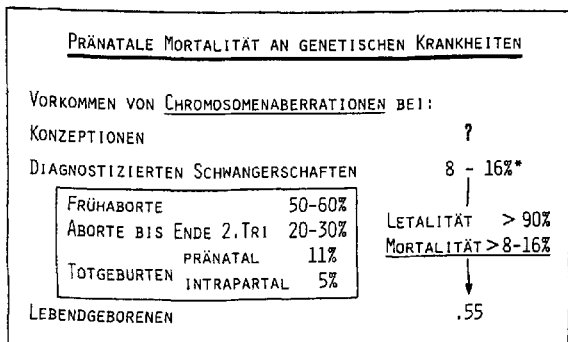 PRÄNATALE MORTALITÄT AN GENETISCHEN KRANKHEITEN
VORKOMMEN VON CHROMOSOMENABERRATIONEN BEI:
KONZEPTIONEN ?
DIAGNOSTIZIERTEN SCHWANGERSCHAFTEN 8 - 16%*
FRÜHABORTE 50-60%
ABORTE BIS ENDE 2.TRI 20-30%
TOTGEBURTEN PRÄNATAL 11%
INTRAPARTAL 5%
LETALITÄT > 90%
MORTALITÄT >8-16%
LEBENDGEBORENEN .55